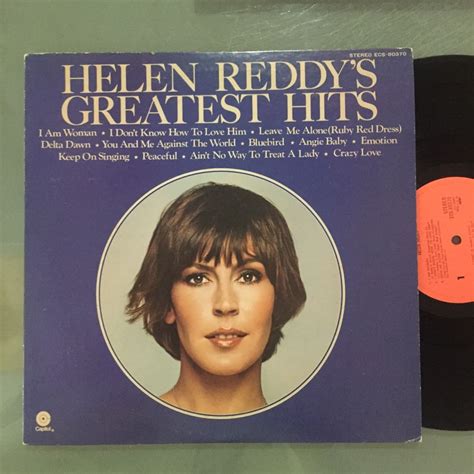 STEREO ECS-80370
HELEN REDDY'S
GREATEST HITS
I Am Woman • I Don't Know How To Love Him • Leave Me Alone (Ruby Red Dress)
Delta Dawn • You And Me Against The World • Bluebird • Angie Baby • Emotion
Keep On Singing • Peaceful • Ain't No Way To Treat A Lady • Crazy Love
Capitol
1